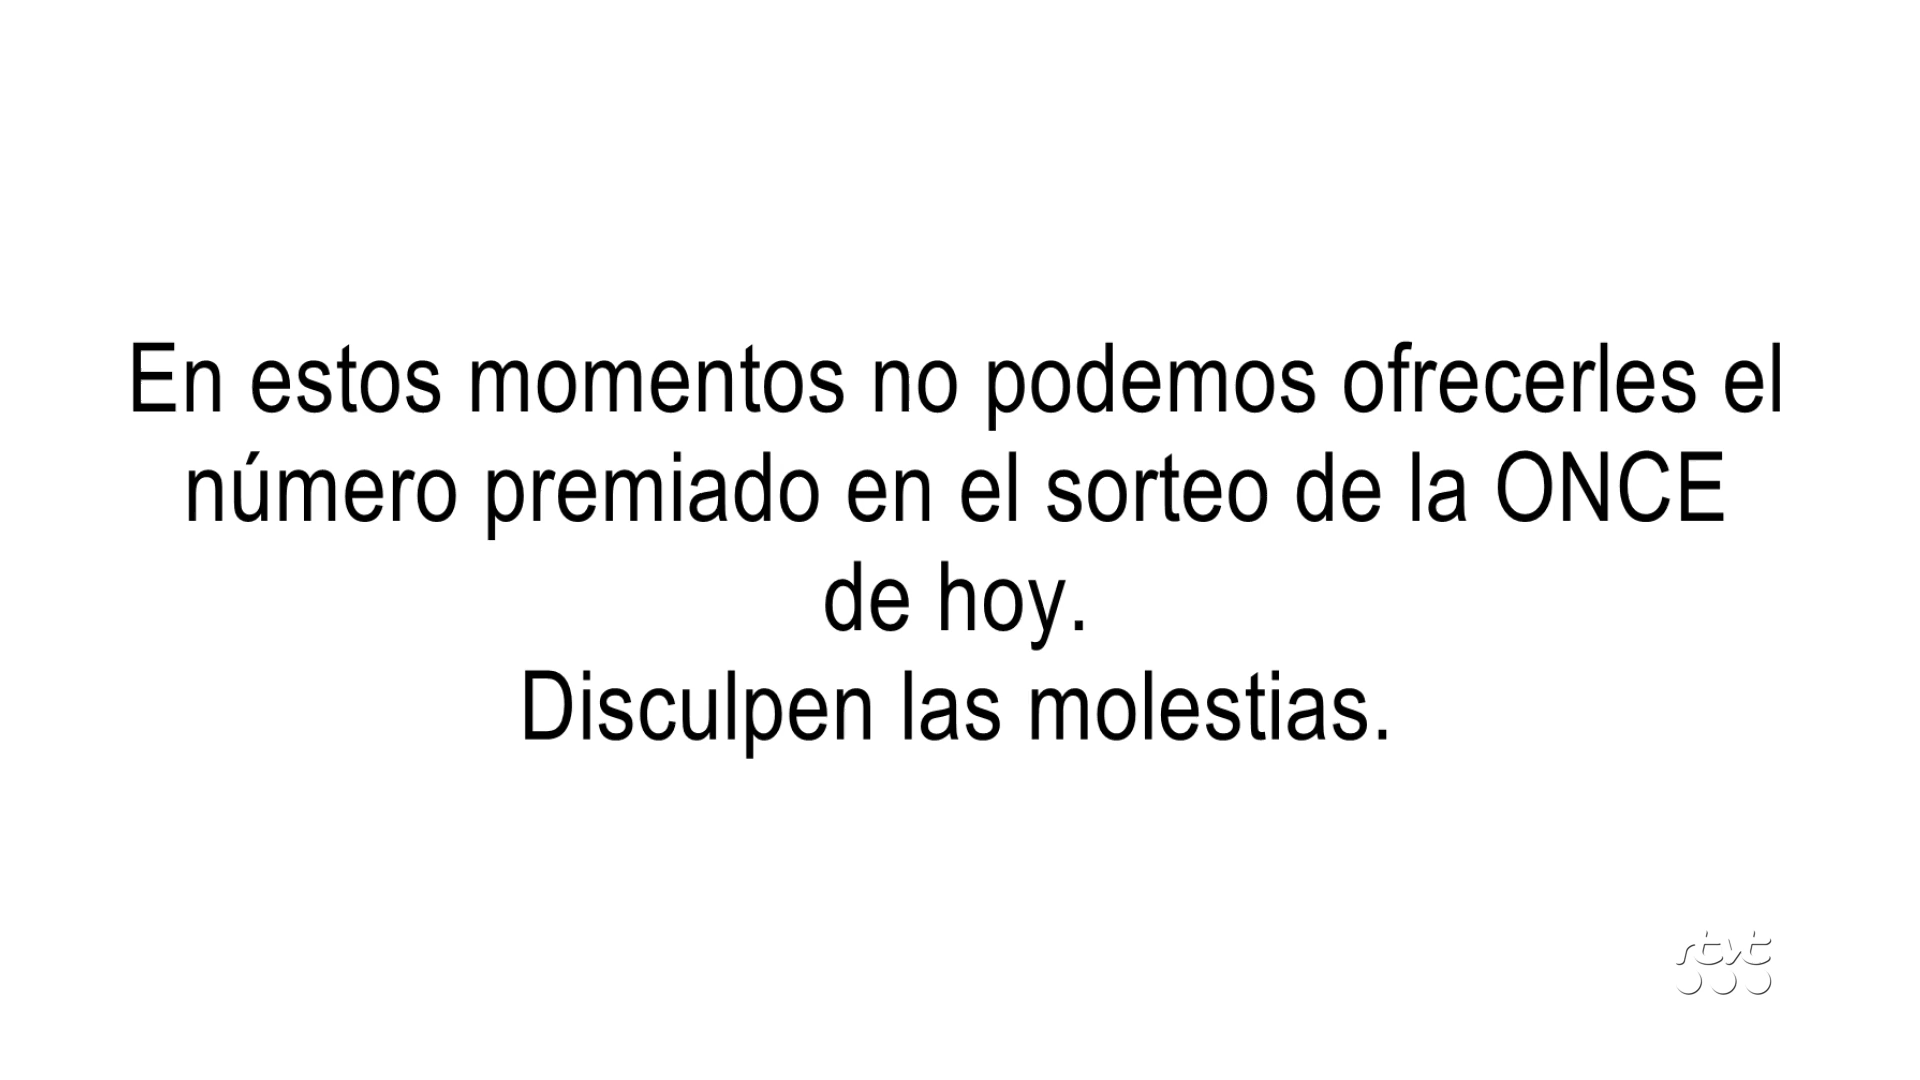 En estos momentos no podemos ofrecerles el
número premiado en el sorteo de la ONCE
de hoy.
Disculpen las molestias.
rtvt